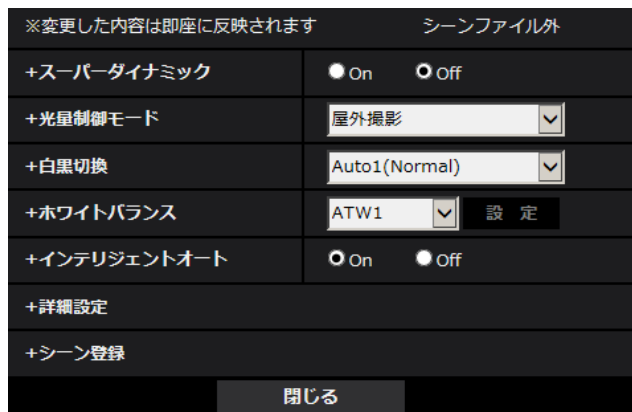 ※変更した内容は即座に反映されます シーンファイル外
+スーパーダイナミック On Off
+光量制御モード 屋外撮影
+白黒切換 Auto1(Normal)
+ホワイトバランス ATW1 設 定
+インテリジェントオート On Off
+詳細設定
+シーン登録
閉じる